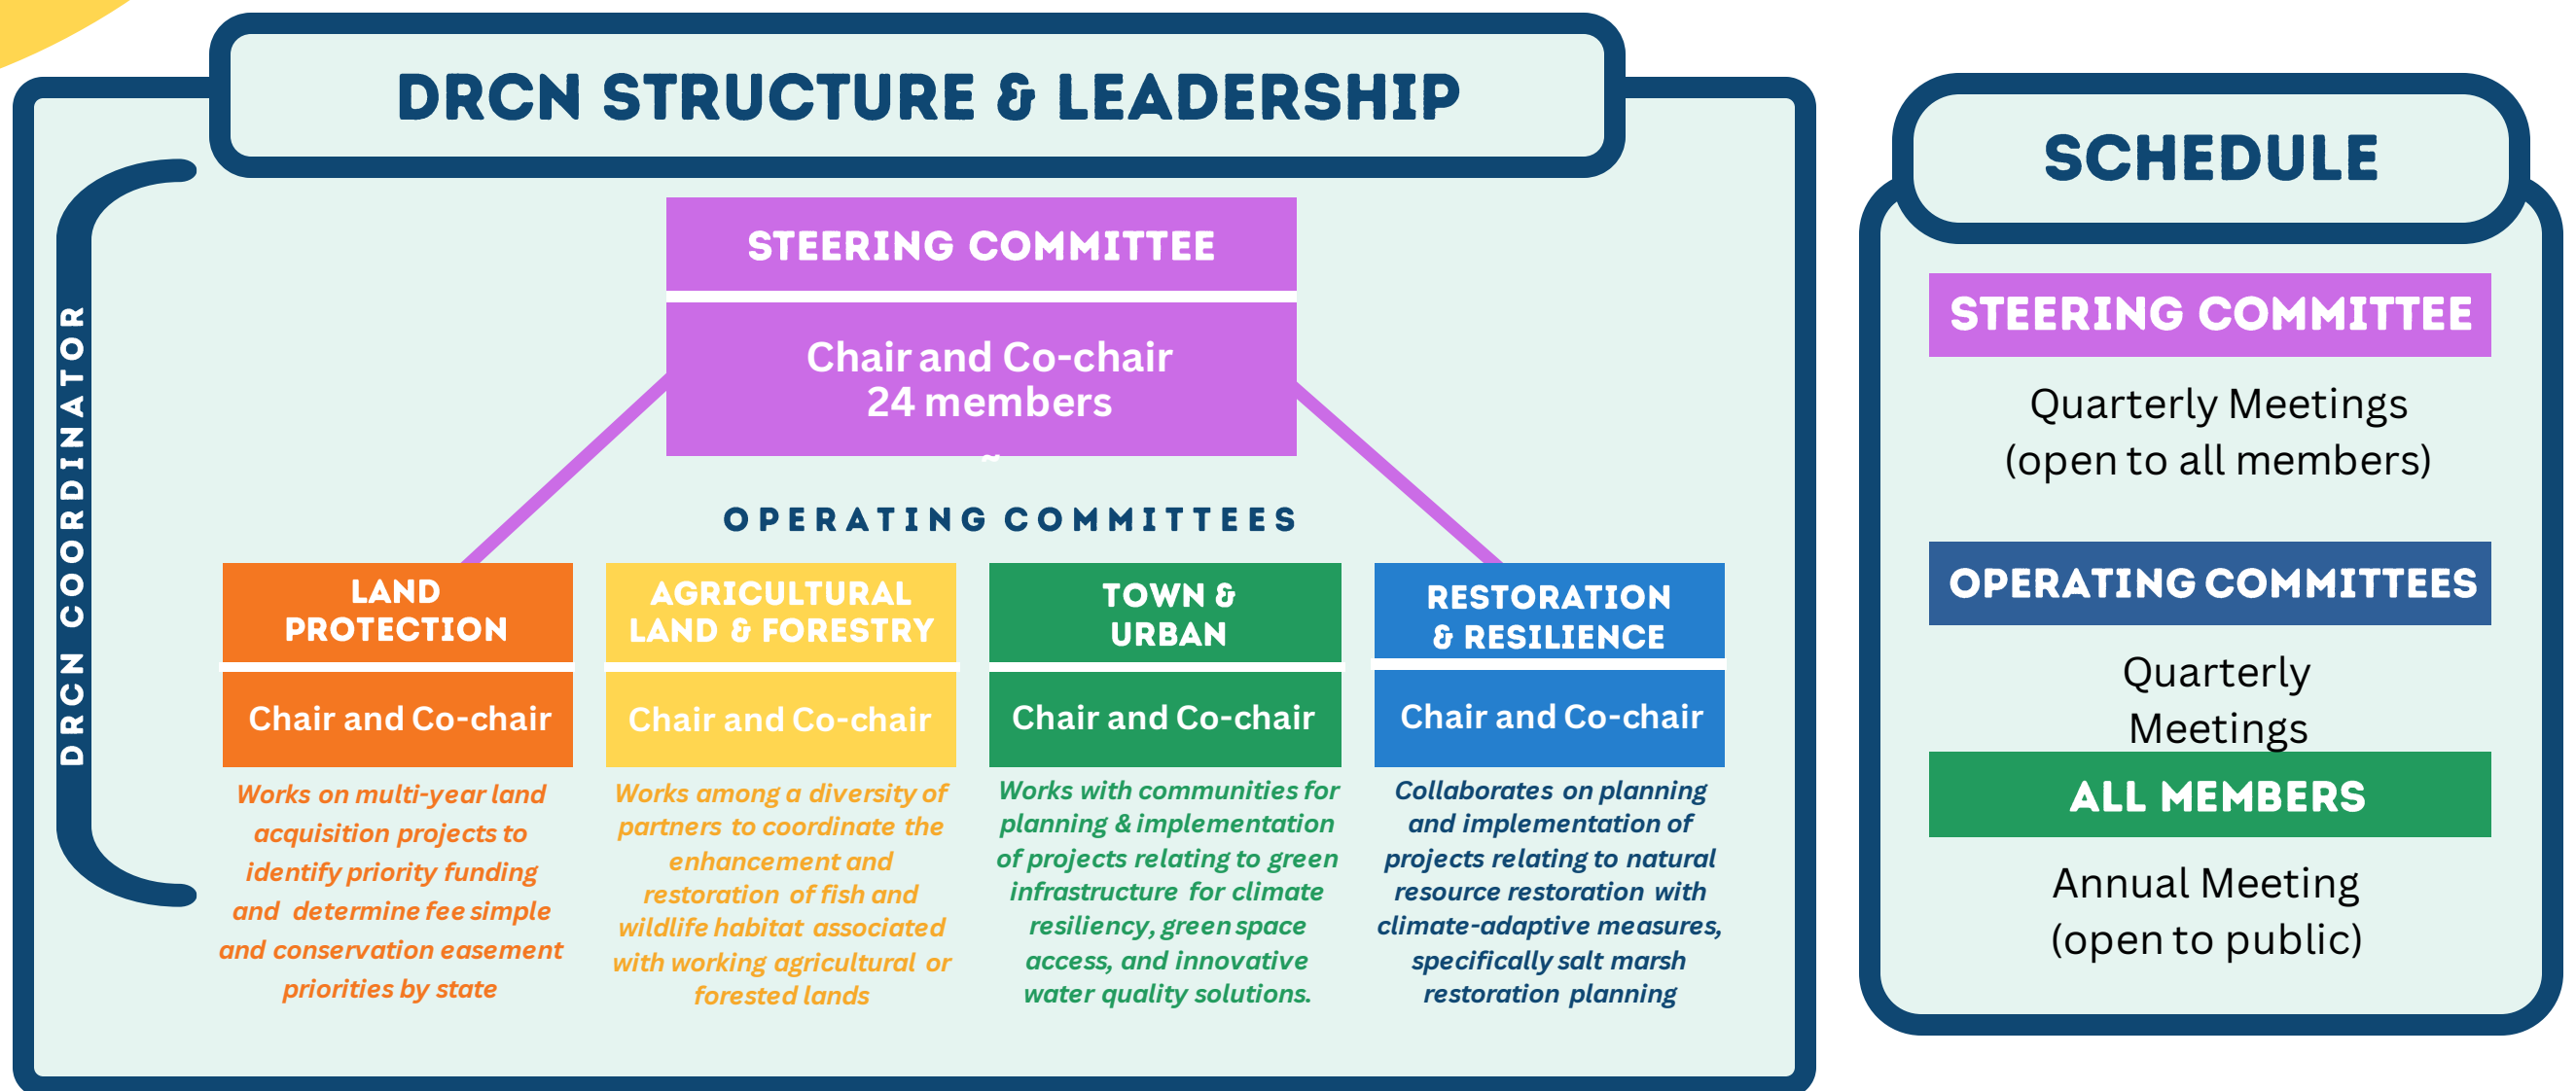 DRCN STRUCTURE & LEADERSHIP
DRCN COORDINATOR
STEERING COMMITTEE
Chair and Co-chair
24 members
~
OPERATING COMMITTEES
LAND
PROTECTION
Chair and Co-chair
Works on multi-year land
acquisition projects to
identify priority funding
and determine fee simple
and conservation easement
priorities by state
AGRICULTURAL
LAND & FORESTRY
Chair and Co-chair
Works among a diversity of
partners to coordinate the
enhancement and
restoration of fish and
wildlife habitat associated
with working agricultural or
forested lands
TOWN &
URBAN
Chair and Co-chair
Works with communities for
planning & implementation
of projects relating to green
infrastructure for climate
resiliency, green space
access, and innovative
water quality solutions.
RESTORATION
& RESILIENCE
Chair and Co-chair
Collaborates on planning
and implementation of
projects relating to natural
resource restoration with
climate-adaptive measures,
specifically salt marsh
restoration planning
SCHEDULE
STEERING COMMITTEE
Quarterly Meetings
(open to all members)
OPERATING COMMITTEES
Quarterly
Meetings
ALL MEMBERS
Annual Meeting
(open to public)